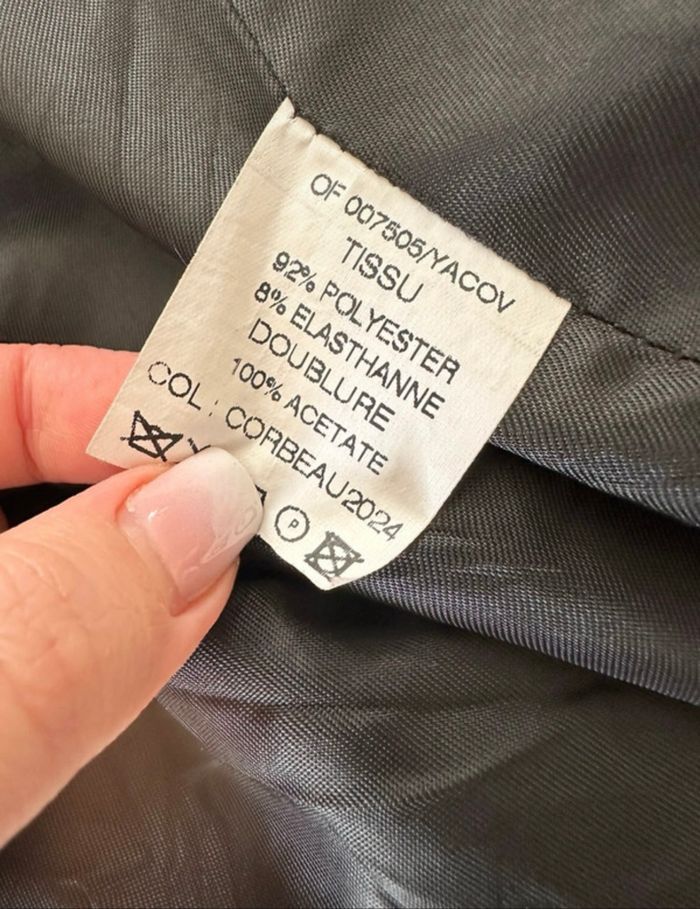 OF 007505/YACOV
TISSU
92% POLYESTER
8% ELASTHANNE
DOUBLURE
100% ACETATE
COL : CORBEAU2024
P